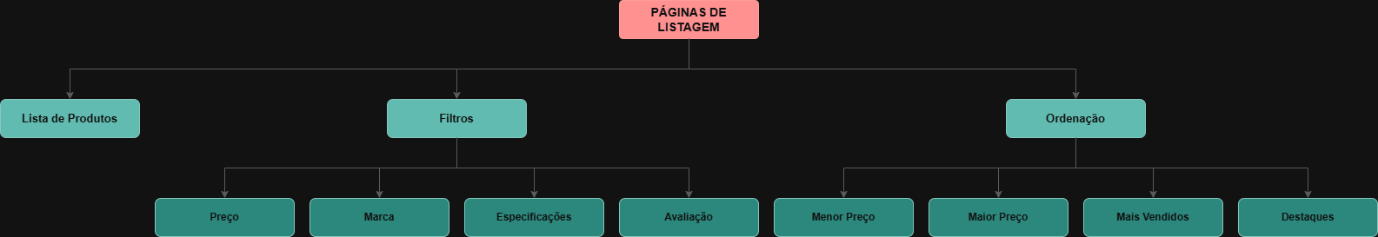 PÁGINAS DE
LISTAGEM
Lista de Produtos
Filtros
Ordenação
Preço
Marca
Especificações
Avaliação
Menor Preço
Maior Preço
Mais Vendidos
Destaques